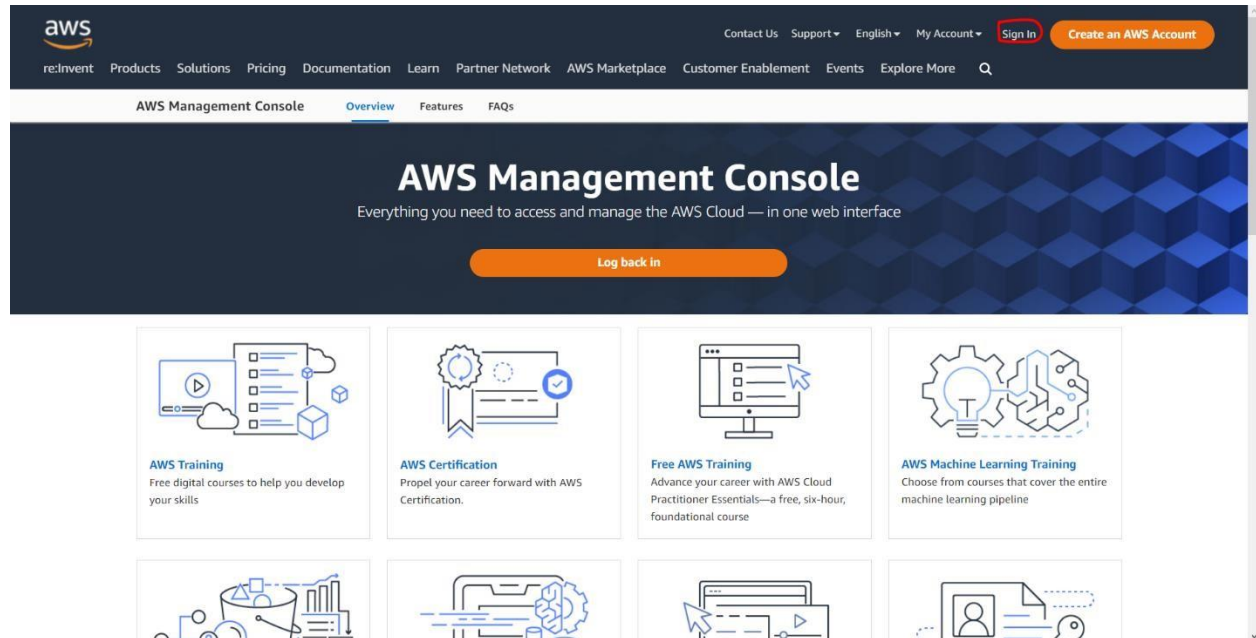 aws
Contact Us Support English My Account Sign In Create an AWS Account
re:Invent Products Solutions Pricing Documentation Learn Partner Network AWS Marketplace Customer Enablement Events Explore More
AWS Management Console Overview Features FAQs
AWS Management Console
Everything you need to access and manage the AWS Cloud — in one web interface
Log back in
AWS Training
Free digital courses to help you develop
your skills
AWS Certification
Propel your career forward with AWS
Certification.
Free AWS Training
Advance your career with AWS Cloud
Practitioner Essentials—a free, six-hour,
foundational course
AWS Machine Learning Training
Choose from courses that cover the entire
machine learning pipeline